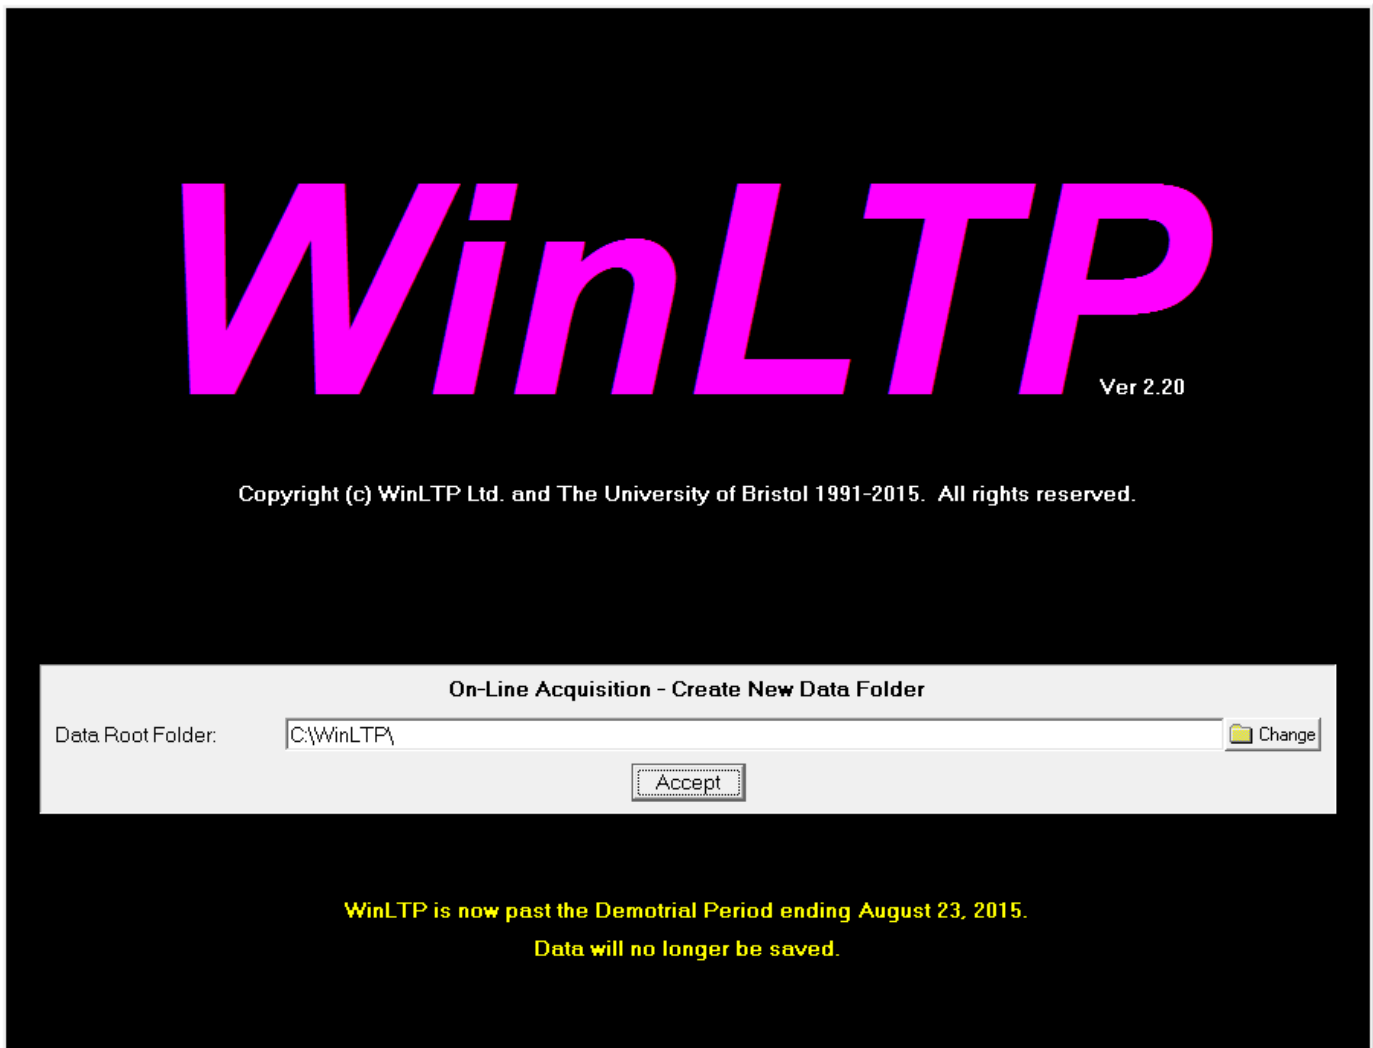 WinLTP
Ver 2.20
Copyright (c) WinLTP Ltd. and The University of Bristol 1991-2015.  All rights reserved.
On-Line Acquisition - Create New Data Folder
Data Root Folder: C:\WinLTP\ Change
Accept
WinLTP is now past the Demotrial Period ending August 23, 2015.
Data will no longer be saved.